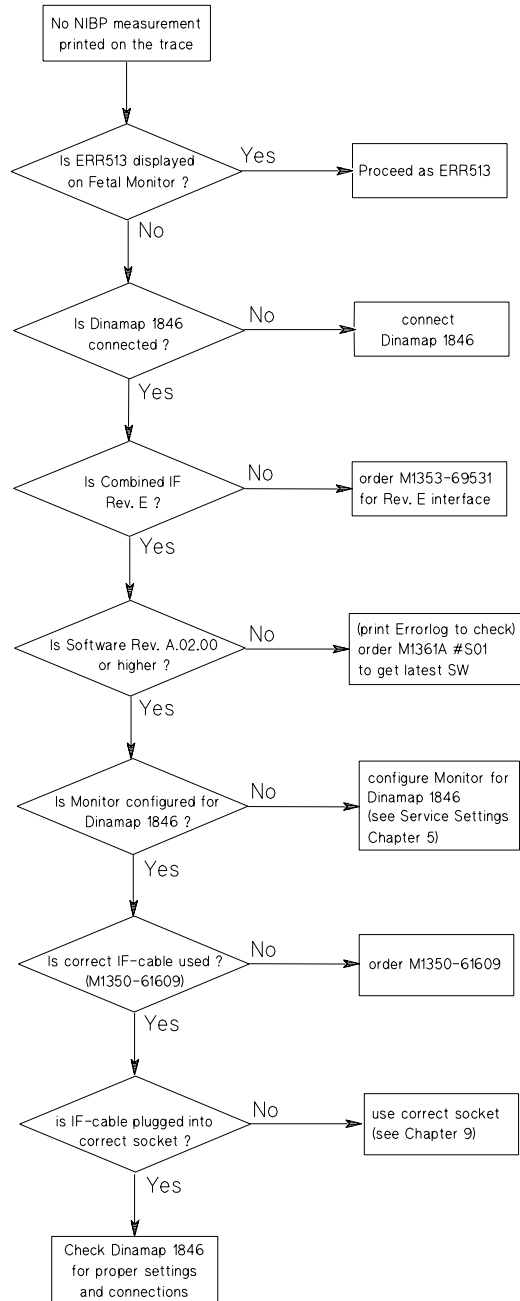 No NIBP measurement
printed on the trace
Is ERR513 displayed
on Fetal Monitor ?
Yes
Proceed as ERR513
No
Is Dinamap 1846
connected ?
No
connect
Dinamap 1846
Yes
Is Combined IF
Rev. E ?
No
order M1353-69531
for Rev. E interface
Yes
Is Software Rev. A.02.00
or higher ?
No
(print Errorlog to check)
order M1361A #S01
to get latest SW
Yes
Is Monitor configured for
Dinamap 1846 ?
No
configure Monitor for
Dinamap 1846
(see Service Settings
Chapter 5)
Yes
Is correct IF-cable used ?
(M1350-61609)
No
order M1350-61609
Yes
is IF-cable plugged into
correct socket ?
No
use correct socket
(see Chapter 9)
Yes
Check Dinamap 1846
for proper settings
and connections